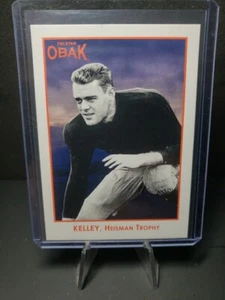 TRISTAR
OBAK
KELLEY, HEISMAN TROPHY